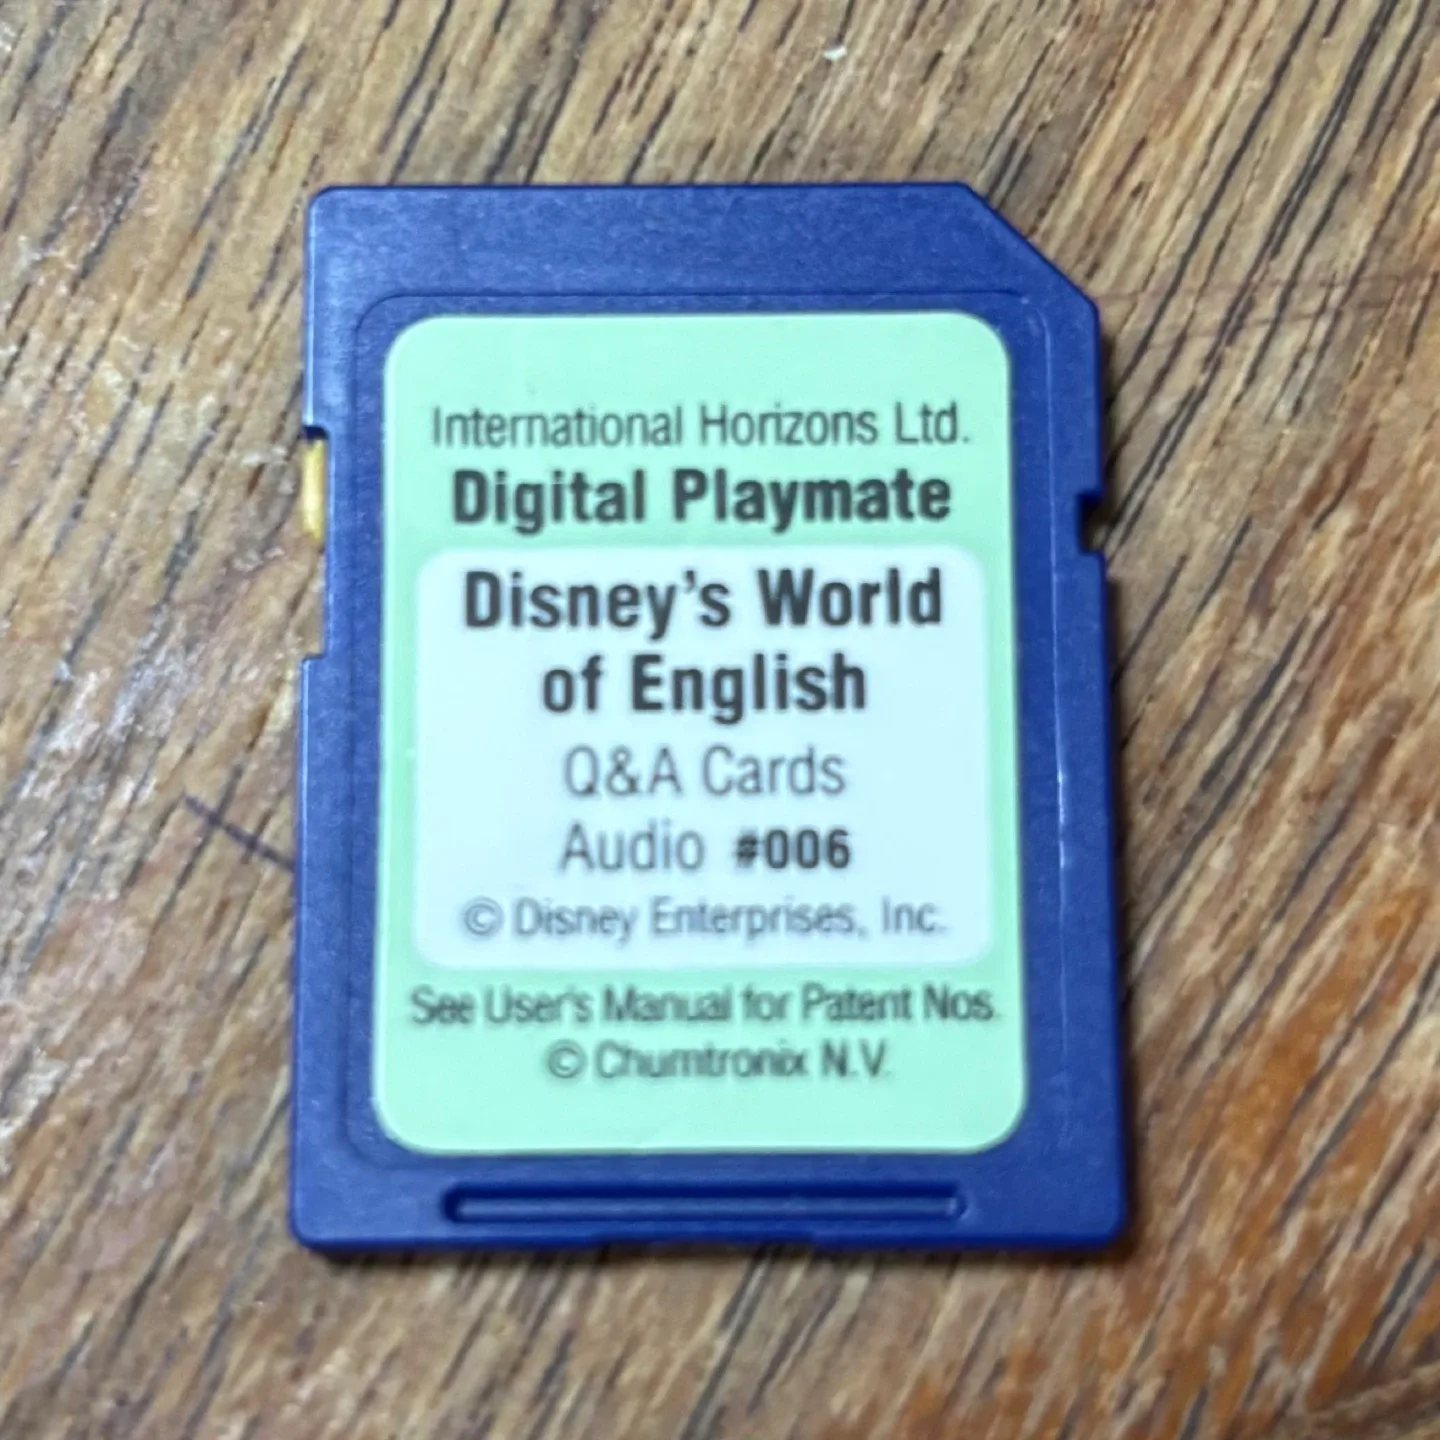 International Horizons Ltd.
Digital Playmate
Disney's World
of English
Q&A Cards
Audio #006
© Disney Enterprises, Inc.
See User's Manual for Patent Nos.
© Chumtronix N.V.